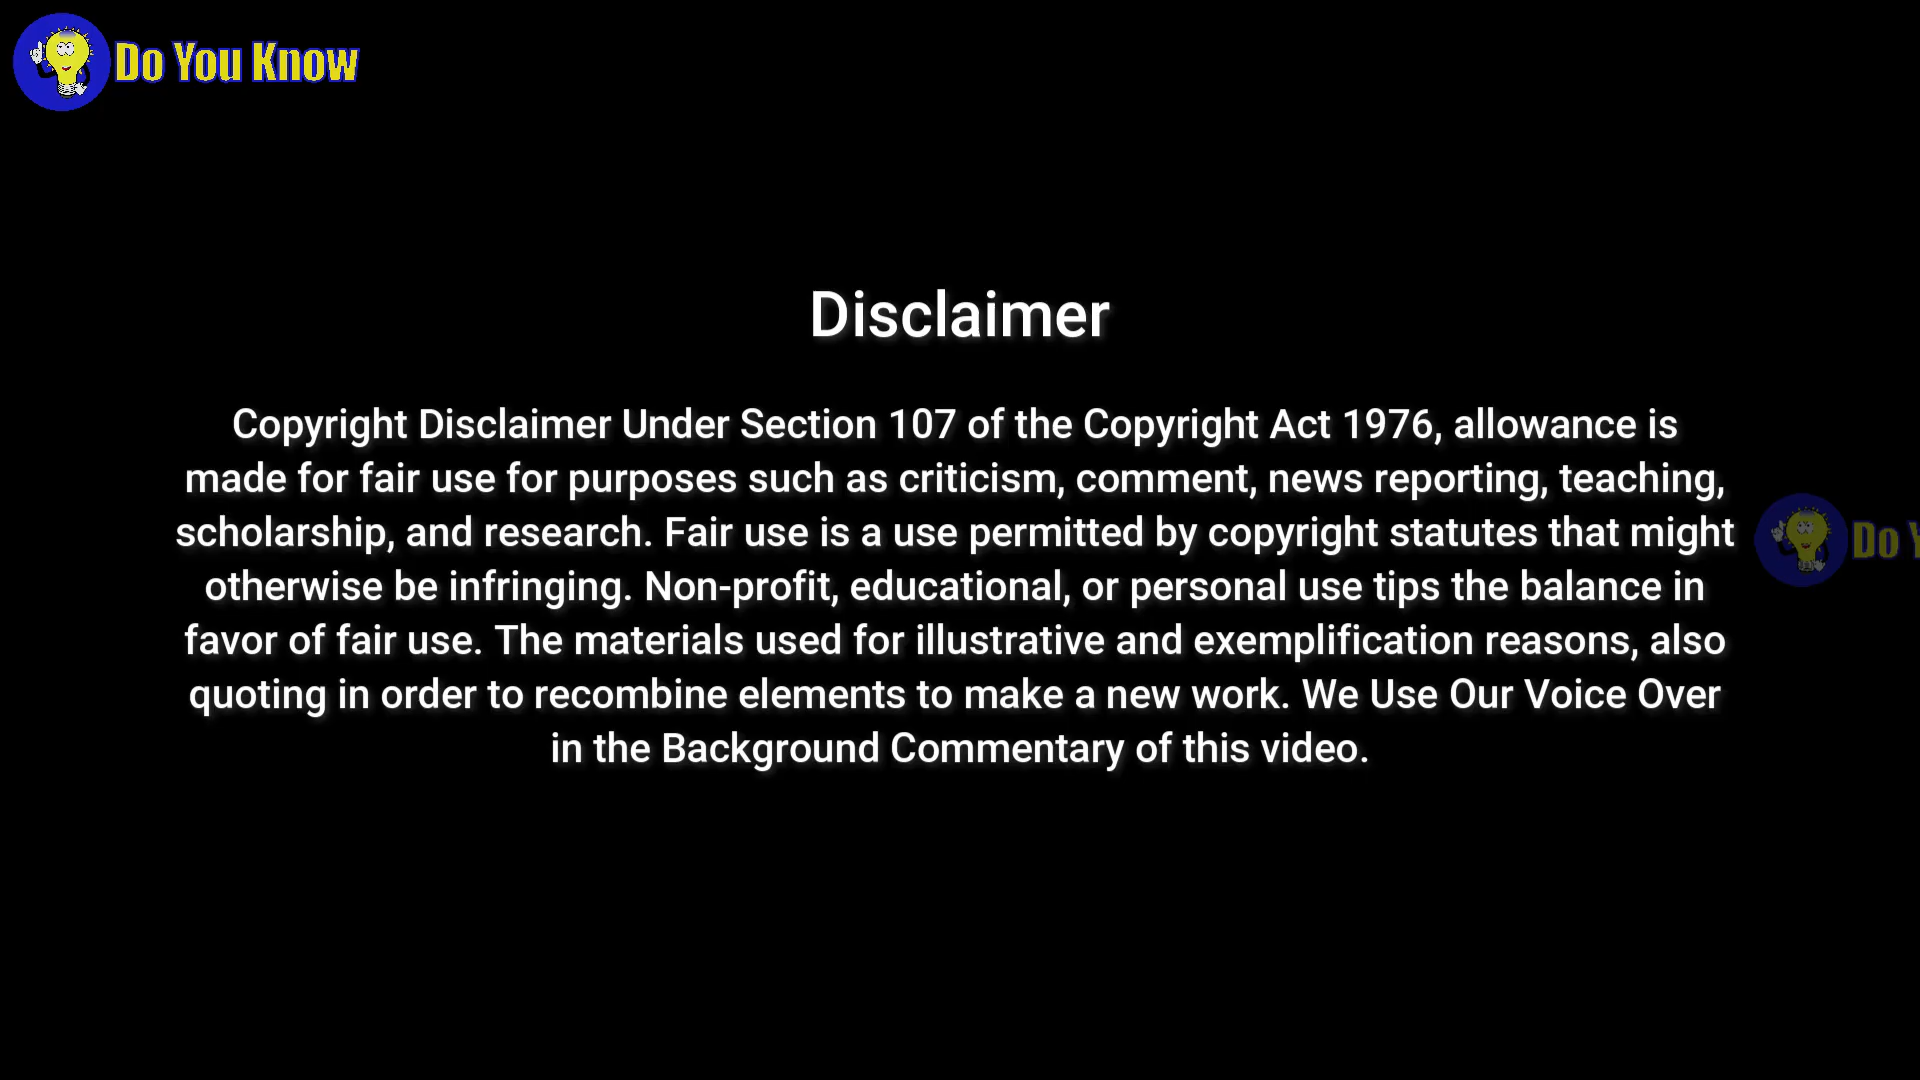 Do You Know
Disclaimer
Copyright Disclaimer Under Section 107 of the Copyright Act 1976, allowance is
made for fair use for purposes such as criticism, comment, news reporting, teaching,
scholarship, and research. Fair use is a use permitted by copyright statutes that might
otherwise be infringing. Non-profit, educational, or personal use tips the balance in
favor of fair use. The materials used for illustrative and exemplification reasons, also
quoting in order to recombine elements to make a new work. We Use Our Voice Over
in the Background Commentary of this video.
Do